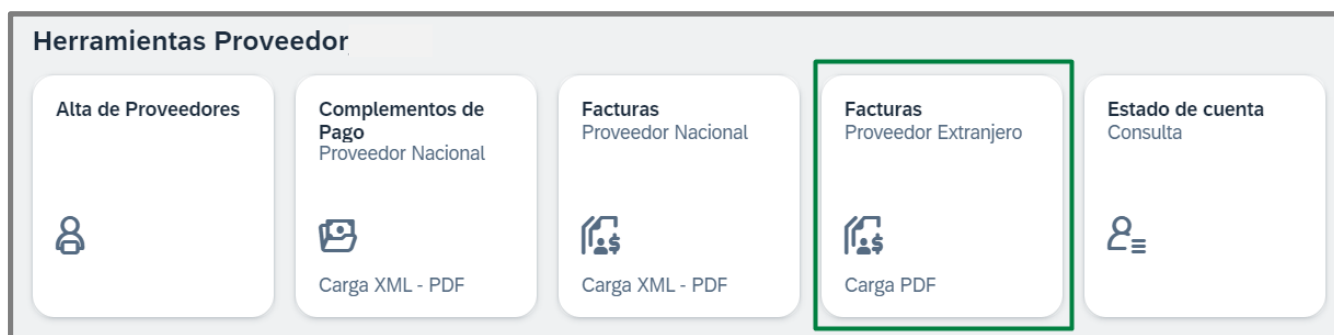 Herramientas Proveedor
Alta de Proveedores
Complementos de
Pago
Proveedor Nacional
Carga XML - PDF
Facturas
Proveedor Nacional
Carga XML - PDF
Facturas
Proveedor Extranjero
Carga PDF
Estado de cuenta
Consulta